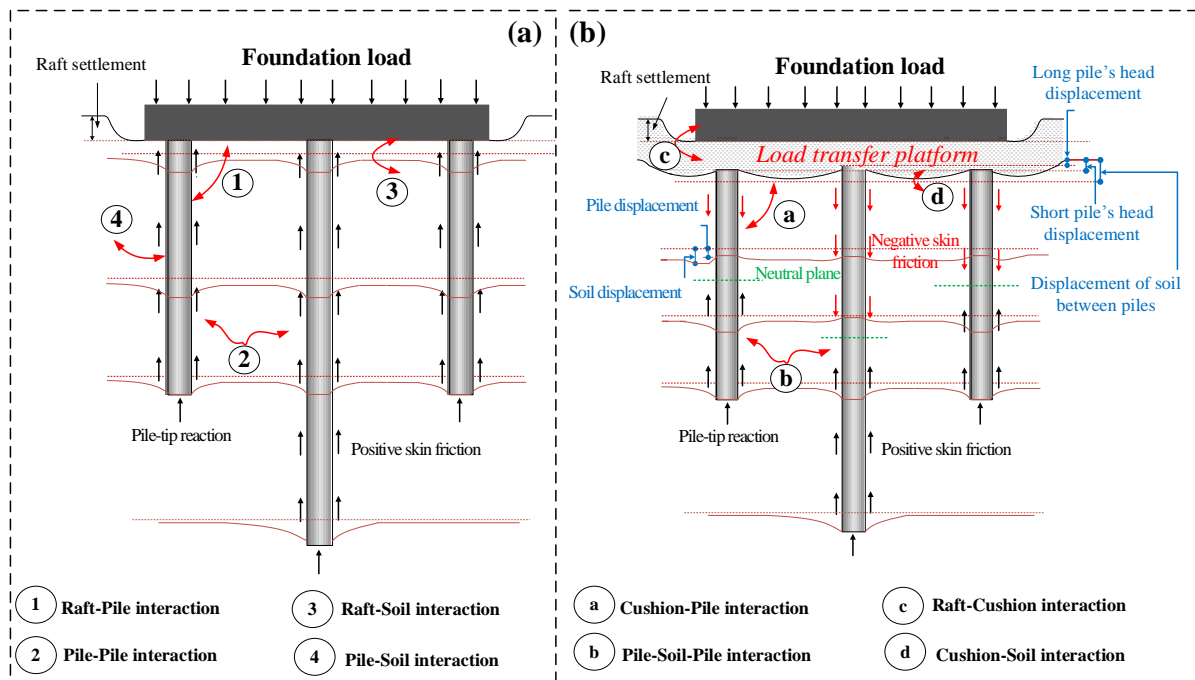 (a)
Foundation load
Raft settlement
1
3
4
2
Pile-tip reaction
Positive skin friction
1 Raft-Pile interaction
3 Raft-Soil interaction
2 Pile-Pile interaction
4 Pile-Soil interaction
(b)
Foundation load
Raft settlement
Long pile's head
displacement
c
Load transfer platform
a
d
Pile displacement
Short pile's head
displacement
Negative skin
friction
Neutral plane
Soil displacement
Displacement of soil
between piles
b
Pile-tip reaction
Positive skin friction
a Cushion-Pile interaction
c Raft-Cushion interaction
b Pile-Soil-Pile interaction
d Cushion-Soil interaction